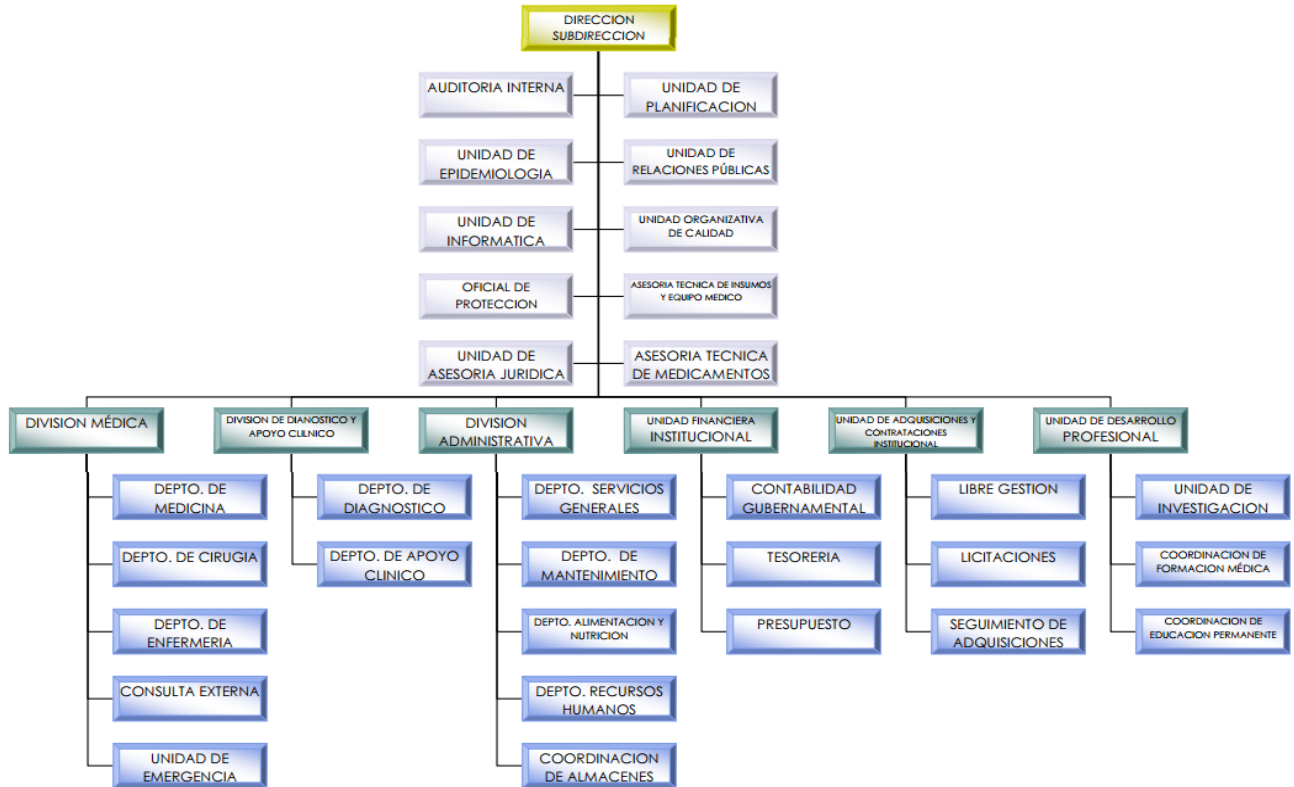 DIRECCION
SUBDIRECCION
AUDITORIA INTERNA
UNIDAD DE
PLANIFICACION
UNIDAD DE
EPIDEMIOLOGIA
UNIDAD DE
RELACIONES PÚBLICAS
UNIDAD DE
INFORMATICA
UNIDAD ORGANIZATIVA
DE CALIDAD
OFICIAL DE
PROTECCION
ASESORIA TECNICA DE INSUMOS
Y EQUIPO MEDICO
UNIDAD DE
ASESORIA JURIDICA
ASESORIA TECNICA
DE MEDICAMENTOS
DIVISION MÉDICA
DIVISION DE DIANOSTICO Y
APOYO CLILNICO
DIVISION
ADMINISTRATIVA
UNIDAD FINANCIERA
INSTITUCIONAL
UNIDAD DE ADQUISICIONES Y
CONTRATACIONES
INSTITUCIONAL
UNIDAD DE DESARROLLO
PROFESIONAL
DEPTO. DE
MEDICINA
DEPTO. DE CIRUGIA
DEPTO. DE
ENFERMERIA
CONSULTA EXTERNA
UNIDAD DE
EMERGENCIA
DEPTO. DE
DIAGNOSTICO
DEPTO. DE APOYO
CLINICO
DEPTO. SERVICIOS
GENERALES
DEPTO. DE
MANTENIMIENTO
DEPTO. ALIMENTACION Y
NUTRICION
DEPTO. RECURSOS
HUMANOS
COORDINACION
DE ALMACENES
CONTABILIDAD
GUBERNAMENTAL
TESORERIA
PRESUPUESTO
LIBRE GESTION
LICITACIONES
SEGUIMIENTO DE
ADQUISICIONES
UNIDAD DE
INVESTIGACION
COORDINACION DE
FORMACION MÉDICA
COORDINACION DE
EDUCACION PERMANENTE